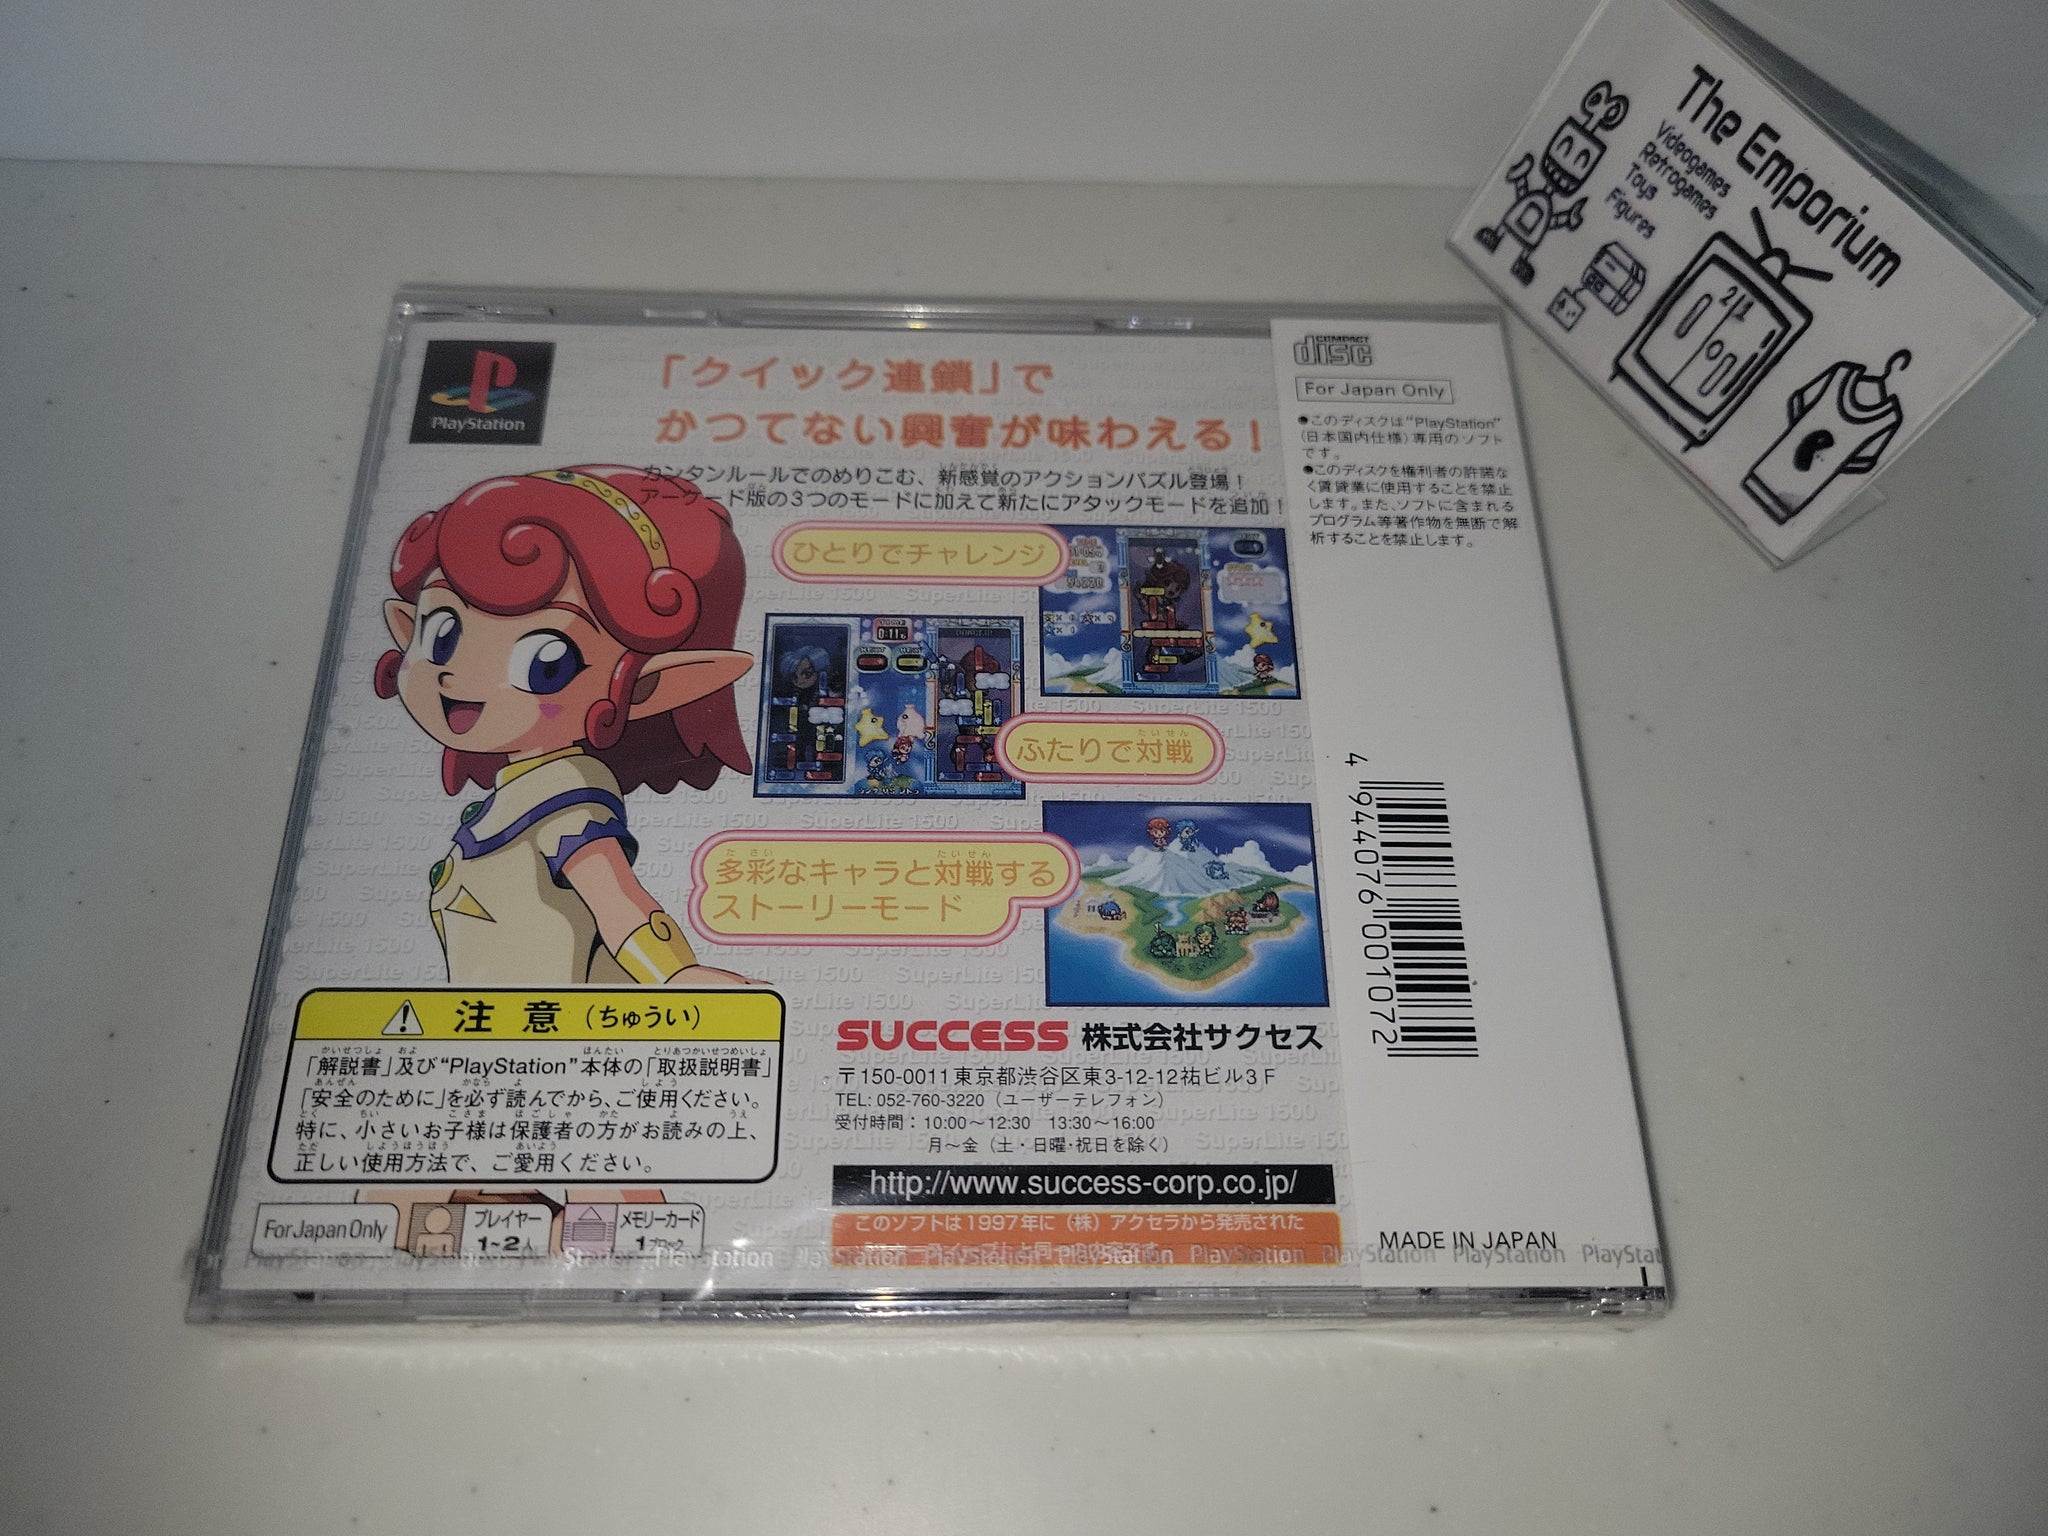 The Emporium
Videogames
Retrogames
Toys
Figures
PlayStation
「クイック連鎖」で
かつてない興奮が味わえる!
カンタンルールでのめりこむ、新感覚のアクションパズル登場!
アーケード版の3つのモードに加えて新たにアタックモードを追加!
ひとりでチャレンジ
ふたりで対戦
多彩なキャラと対戦する
ストーリーモード
COMPACT
disc
For Japan Only
●このディスクは“PlayStation”
(日本国内仕様)専用のソフト
です。
●このディスクを権利者の許諾な
く賃貸業に使用することを禁止
します。また、ソフトに含まれる
プログラム等著作物を無断で解
析することを禁止します。
4 944076 001072
注意(ちゅうい)
「解説書」及び“PlayStation”本体の「取扱説明書」
「安全のために」を必ず読んでから、ご使用ください。
特に、小さいお子様は保護者の方がお読みの上、
正しい使用方法で、ご愛用ください。
SUCCESS 株式会社サクセス
〒150-0011 東京都渋谷区東3-12-12祐ビル3F
TEL: 052-760-3220(ユーザーテレフォン)
受付時間:10:00〜12:30 13:30〜16:00
月〜金(土・日曜・祝日を除く)
http://www.success-corp.co.jp/
このソフトは1997年に(株)アクセラから発売された
For Japan Only
プレイヤー
1~2人
メモリーカード
1ブロック
MADE IN JAPAN
SuperLite 1500
PlayStation PlayStation PlayStation PlayStation PlayStation